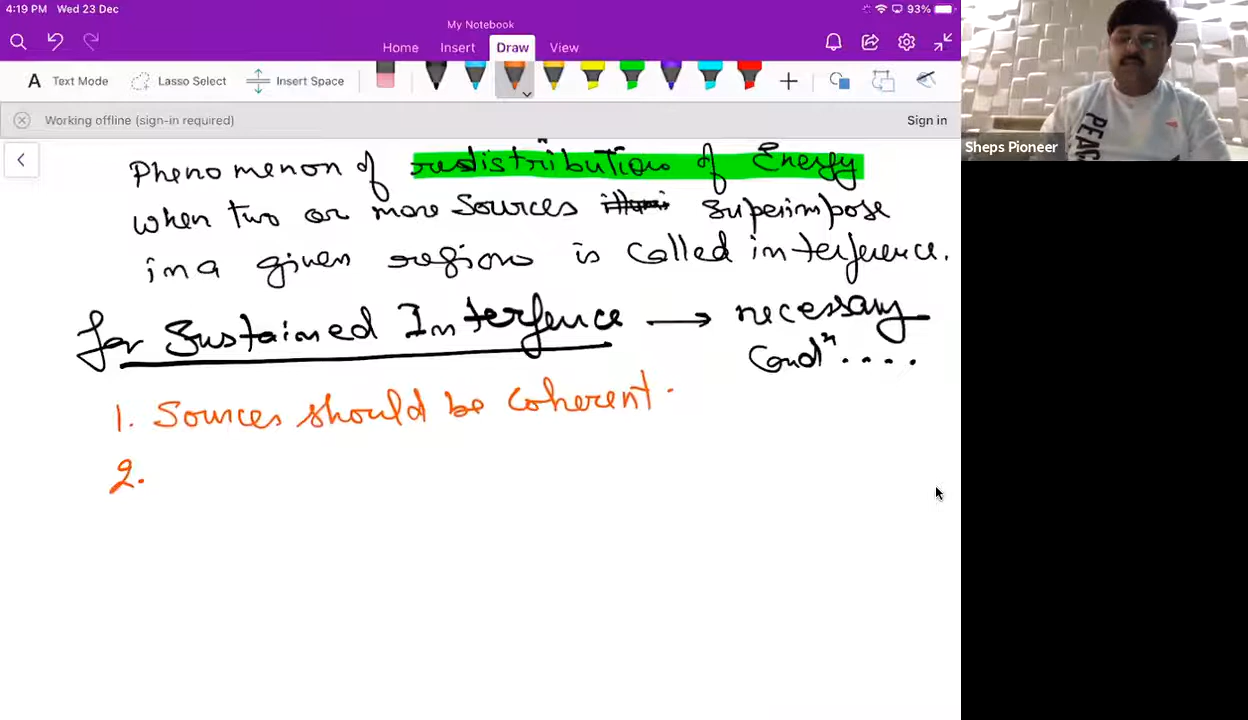 4:19 PM Wed 23 Dec
93%
My Notebook
Home Insert Draw View
A Text Mode Lasso Select Insert Space
Working offline (sign-in required) Sign in
Phenomenon of redistribution of Energy
when two or more Sources superimpose
in a given region is called interference.
for Sustained Interfence → necessary
Condⁿ....
1. Sources should be Coherent.
2.
Sheps Pioneer
PEAC